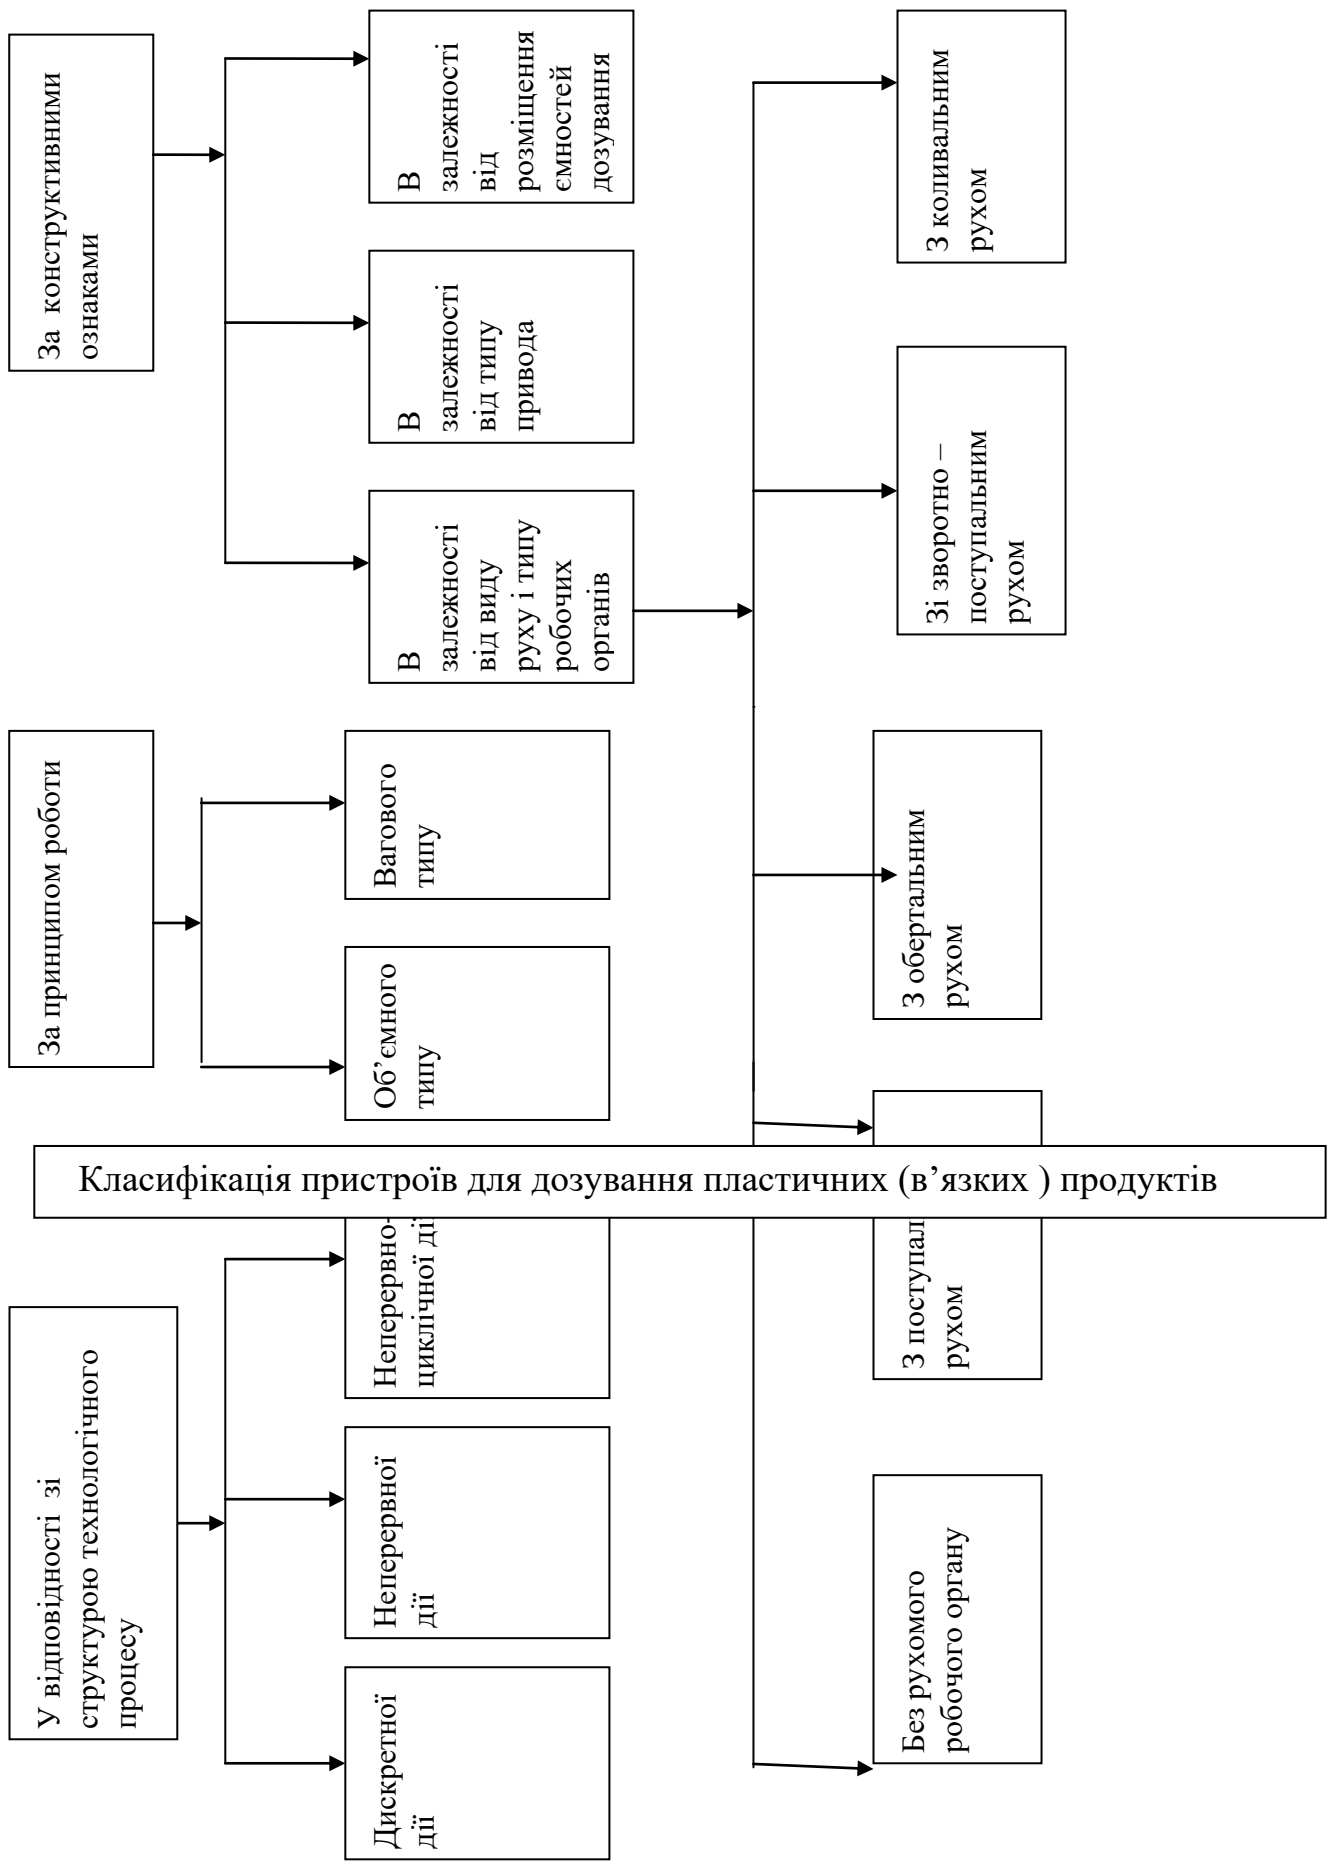 Класифікація пристроїв для дозування пластичних (в’язких ) продуктів
У відповідності зі
структурою технологічного
процесу
За принципом роботи
За конструктивними
ознаками
Дискретної
дії
Неперервної
дії
Неперервно-
циклічної дії
Об’ємного
типу
Вагового
типу
В
залежності
від виду
руху і типу
робочих
органів
В
залежності
від типу
привода
В
залежності
від
розміщення
ємностей
дозування
Без рухомого
робочого органу
З
рухом
З обертальним
рухом
Зі зворотно –
поступальним
рухом
З коливальним
рухом